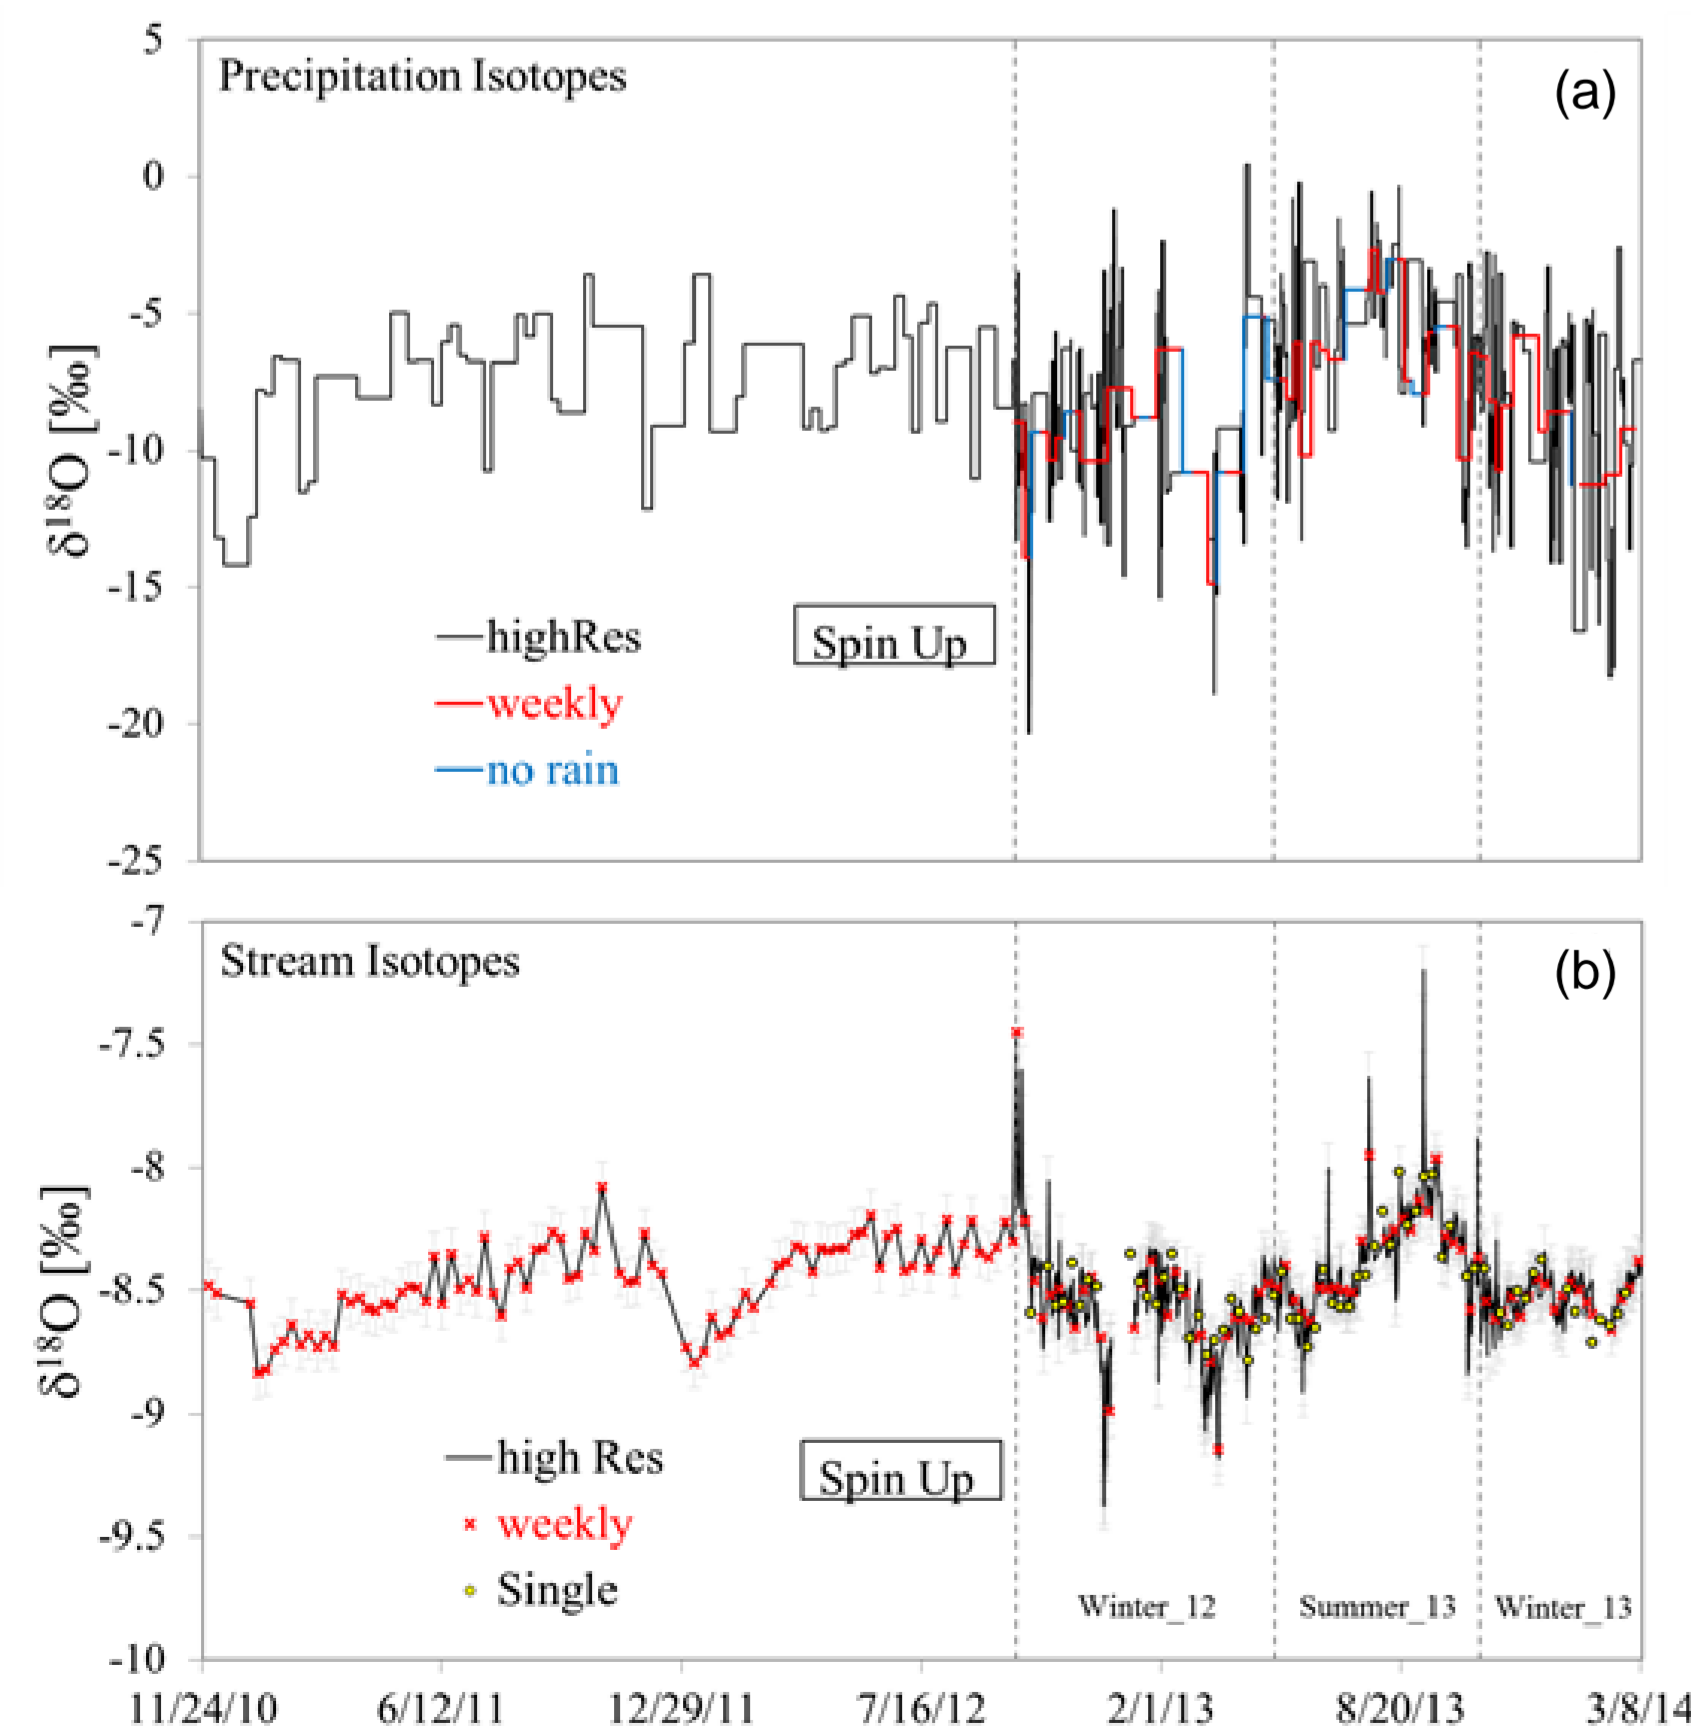 5
Precipitation Isotopes
(a)
0
-5
-10
-15
-20
-25
δ18O [‰]
highRes
weekly
no rain
Spin Up
-7
Stream Isotopes
(b)
-7.5
-8
-8.5
-9
-9.5
-10
δ18O [‰]
high Res
weekly
Single
Spin Up
Winter_12
Summer_13
Winter_13
11/24/10
6/12/11
12/29/11
7/16/12
2/1/13
8/20/13
3/8/14